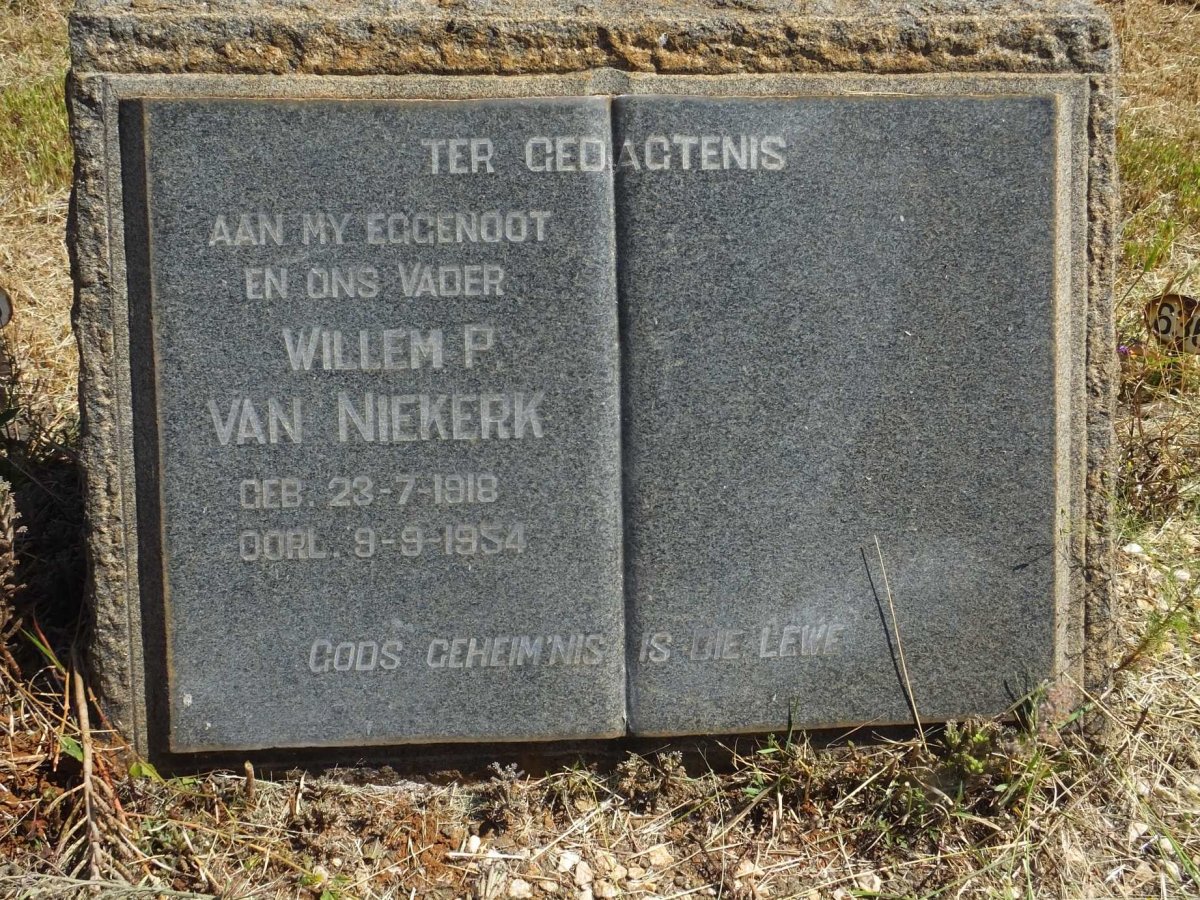 TER GEDAGTENIS
AAN MY EGGENOOT
EN ONS VADER
WILLEM P.
VAN NIEKERK
GEB. 23-7-1918
OORL. 9-9-1954
GODS GEHEIM'NIS IS DIE LEWE